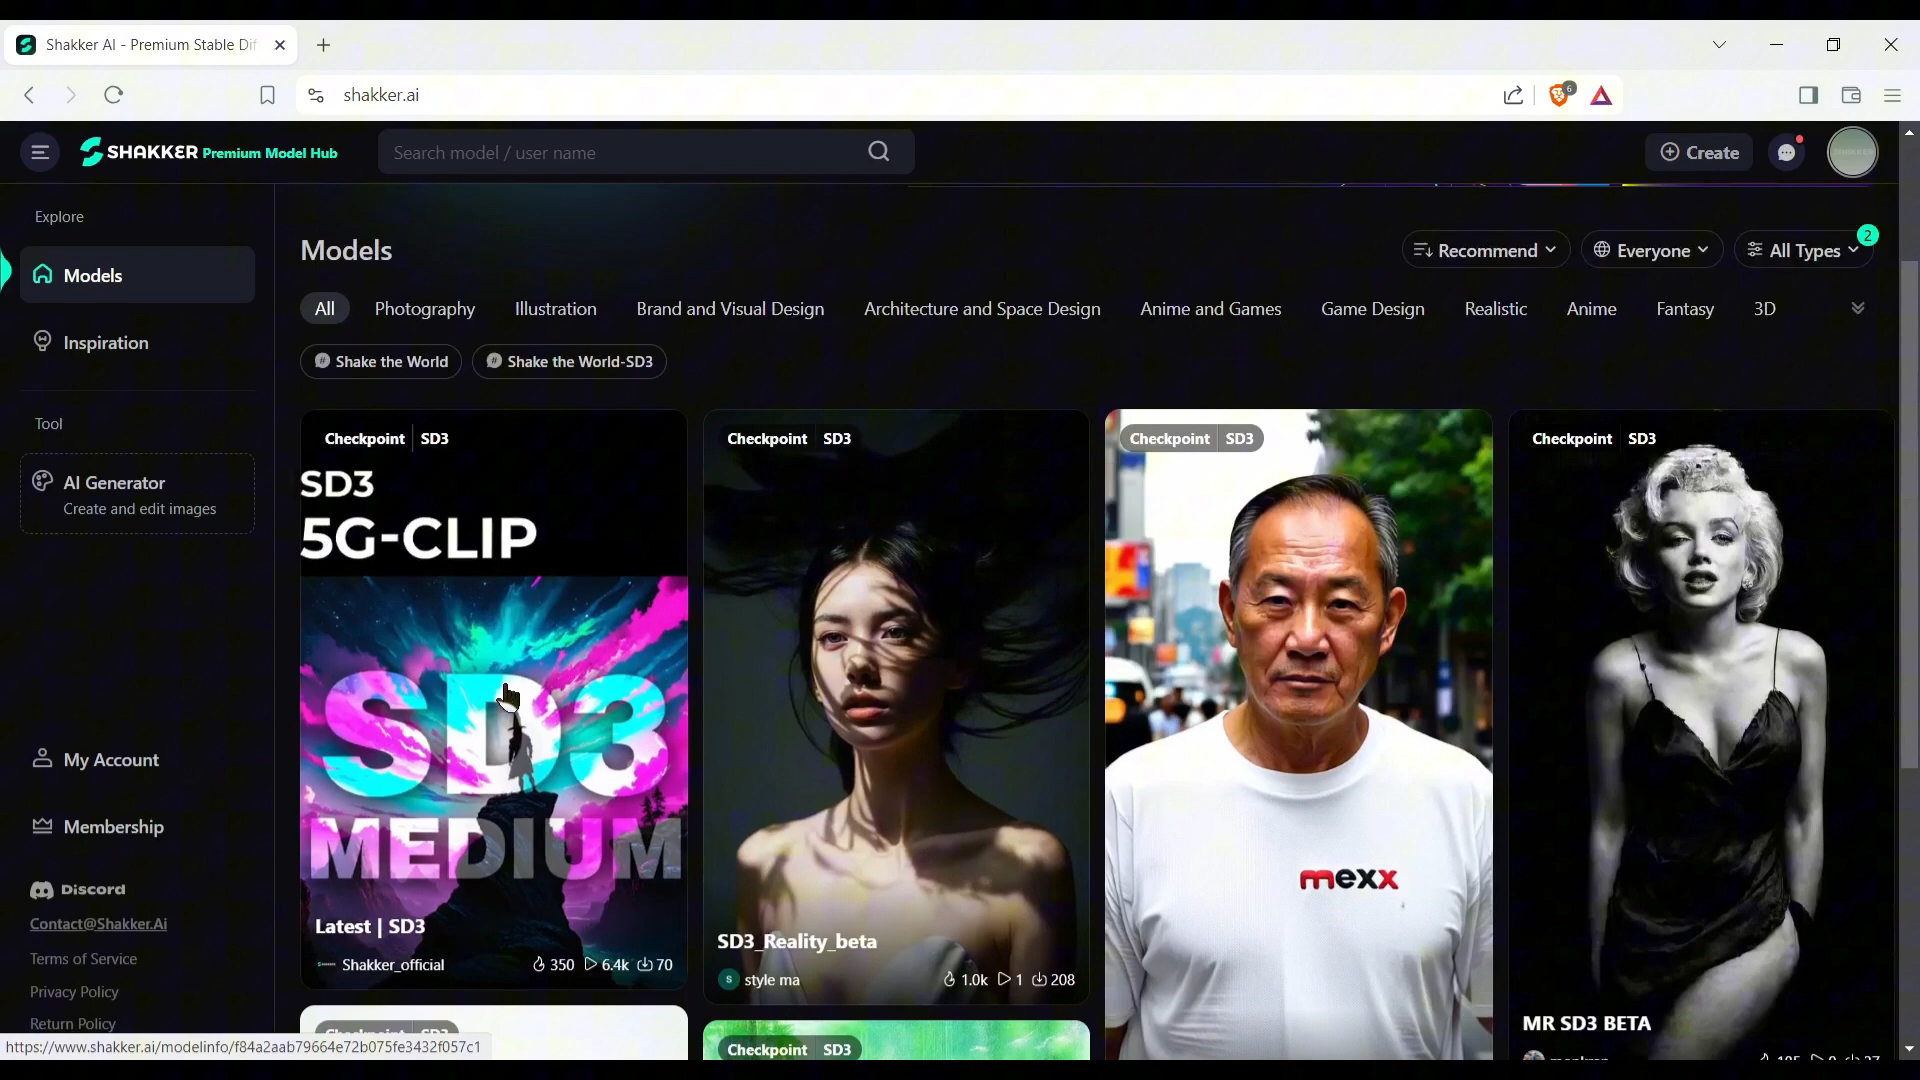 Shakker AI - Premium Stable Dif
shakker.ai
6
SHAKKER Premium Model Hub
Search model / user name
Create
Explore
Models
Inspiration
Tool
AI Generator
Create and edit images
My Account
Membership
Discord
Contact@Shakker.Ai
Terms of Service
Privacy Policy
Return Policy
Models
Recommend
Everyone
All Types
2
All
Photography
Illustration
Brand and Visual Design
Architecture and Space Design
Anime and Games
Game Design
Realistic
Anime
Fantasy
3D
# Shake the World
# Shake the World-SD3
Checkpoint SD3
SD3
5G-CLIP
SD3
MEDIUM
Latest | SD3
Shakker_official 350 6.4k 70
Checkpoint SD3
SD3_Reality_beta
S style ma 1.0k 1 208
Checkpoint SD3
mexx
Checkpoint SD3
MR SD3 BETA
Checkpoint SD3
Checkpoint SD3
https://www.shakker.ai/modelinfo/f84a2aab79664e72b075fe3432f057c1